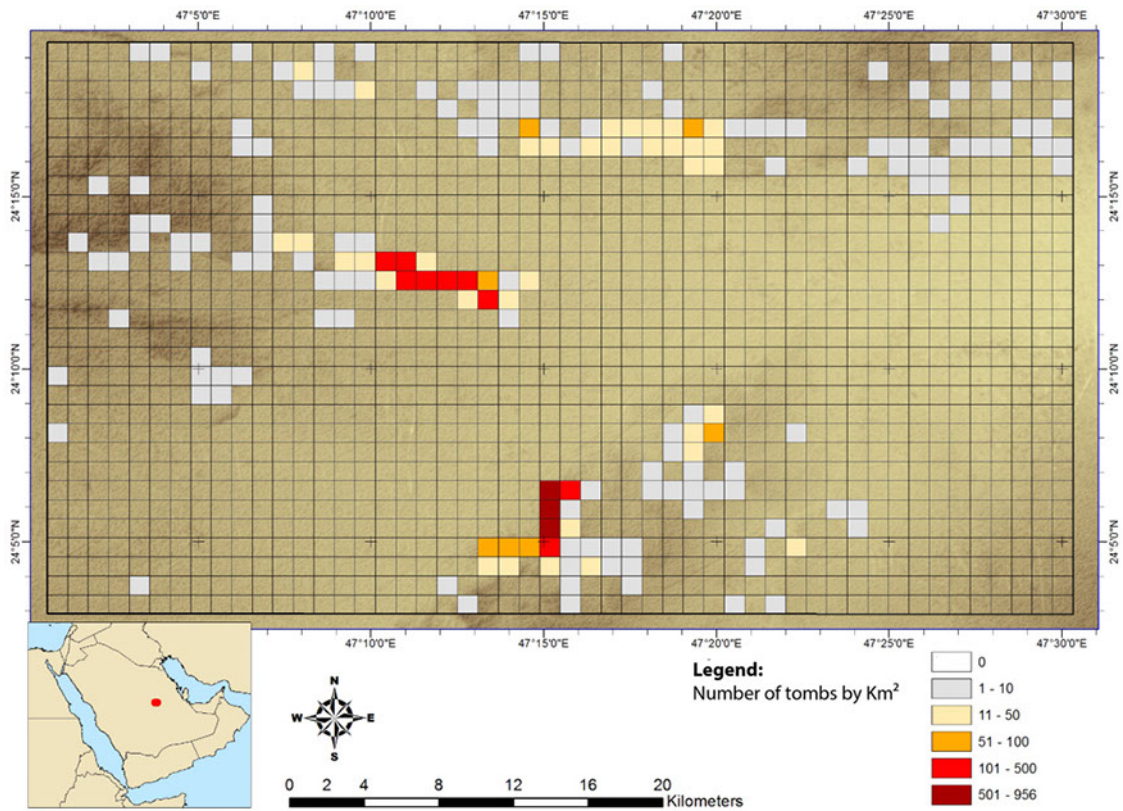 47°5'0"E 47°10'0"E 47°15'0"E 47°20'0"E 47°25'0"E 47°30'0"E
24°15'0"N 24°15'0"N
24°10'0"N 24°10'0"N
24°5'0"N 24°5'0"N
47°10'0"E 47°15'0"E 47°20'0"E 47°25'0"E 47°30'0"E
N
W E
S
0 2 4 8 12 16 20
Kilometers
Legend:
Number of tombs by Km²
0
1 - 10
11 - 50
51 - 100
101 - 500
501 - 956